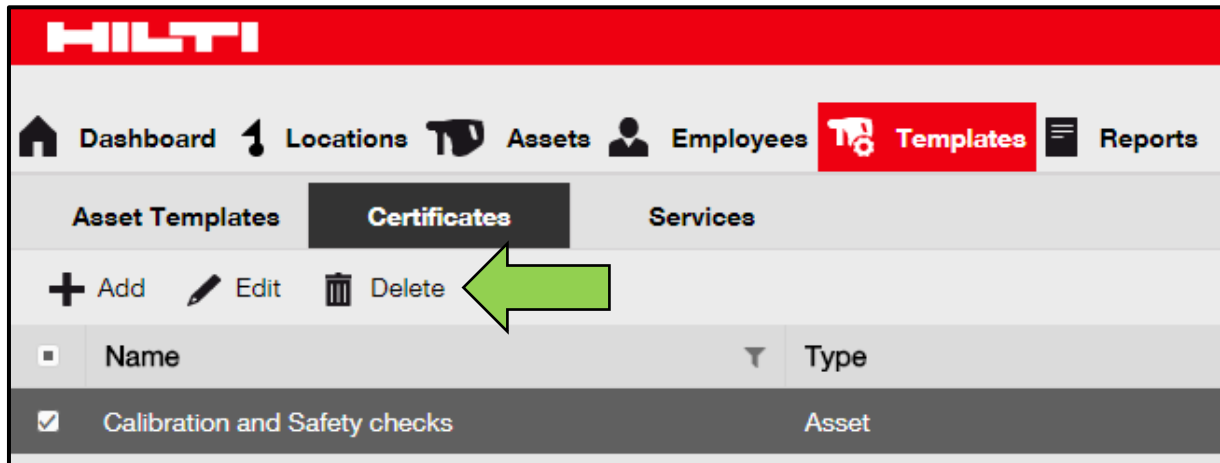 HILTI
Dashboard Locations Assets Employees Templates Reports
Asset Templates Certificates Services
Add Edit Delete
Name Type
Calibration and Safety checks Asset